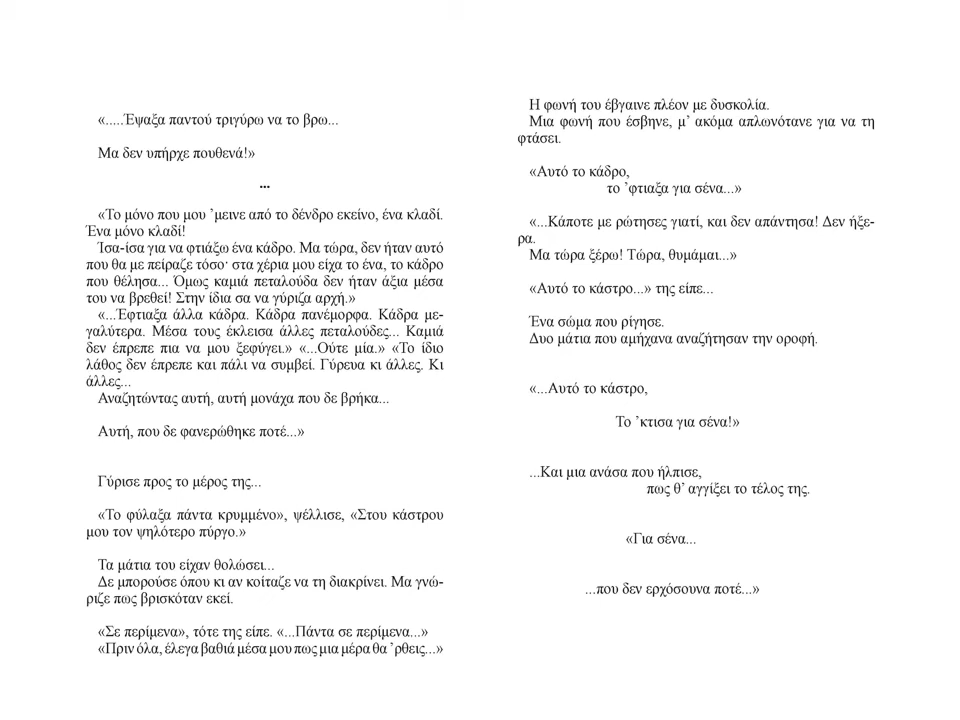 «.....Έψαξα παντού τριγύρω να το βρω...
Μα δεν υπήρχε πουθενά!»
...
«Το μόνο που μου ’μεινε από το δένδρο εκείνο, ένα κλαδί.
Ένα μόνο κλαδί!
Ίσα-ίσα για να φτιάξω ένα κάδρο. Μα τώρα, δεν ήταν αυτό
που θα με πείραζε τόσο· στα χέρια μου είχα το ένα, το κάδρο
που θέλησα... Όμως καμιά πεταλούδα δεν ήταν άξια μέσα
του να βρεθεί! Στην ίδια σα να γύριζα αρχή.»
«...Έφτιαξα άλλα κάδρα. Κάδρα πανέμορφα. Κάδρα με-
γαλύτερα. Μέσα τους έκλεισα άλλες πεταλούδες... Καμιά
δεν έπρεπε πια να μου ξεφύγει.» «...Ούτε μία.» «Το ίδιο
λάθος δεν έπρεπε και πάλι να συμβεί. Γύρευα κι άλλες. Κι
άλλες...
Αναζητώντας αυτή, αυτή μονάχα που δε βρήκα...
Αυτή, που δε φανερώθηκε ποτέ...»
Γύρισε προς το μέρος της...
«Το φύλαξα πάντα κρυμμένο», ψέλλισε, «Στου κάστρου
μου τον ψηλότερο πύργο.»
Τα μάτια του είχαν θολώσει...
Δε μπορούσε όπου κι αν κοίταζε να τη διακρίνει. Μα γνώ-
ριζε πως βρισκόταν εκεί.
«Σε περίμενα», τότε της είπε. «...Πάντα σε περίμενα...»
«Πριν όλα, έλεγα βαθιά μέσα μου πως μια μέρα θα ’ρθεις...»
Η φωνή του έβγαινε πλέον με δυσκολία.
Μια φωνή που έσβηνε, μ’ ακόμα απλωνότανε για να τη
φτάσει.
«Αυτό το κάδρο,
το ’φτιαξα για σένα...»
«...Κάποτε με ρώτησες γιατί, και δεν απάντησα! Δεν ήξε-
ρα.
Μα τώρα ξέρω! Τώρα, θυμάμαι...»
«Αυτό το κάστρο...» της είπε...
Ένα σώμα που ρίγησε.
Δυο μάτια που αμήχανα αναζήτησαν την οροφή.
«...Αυτό το κάστρο,
Το ’κτισα για σένα!»
...Και μια ανάσα που ήλπισε,
πως θ’ αγγίξει το τέλος της.
«Για σένα...
...που δεν ερχόσουνα ποτέ...»